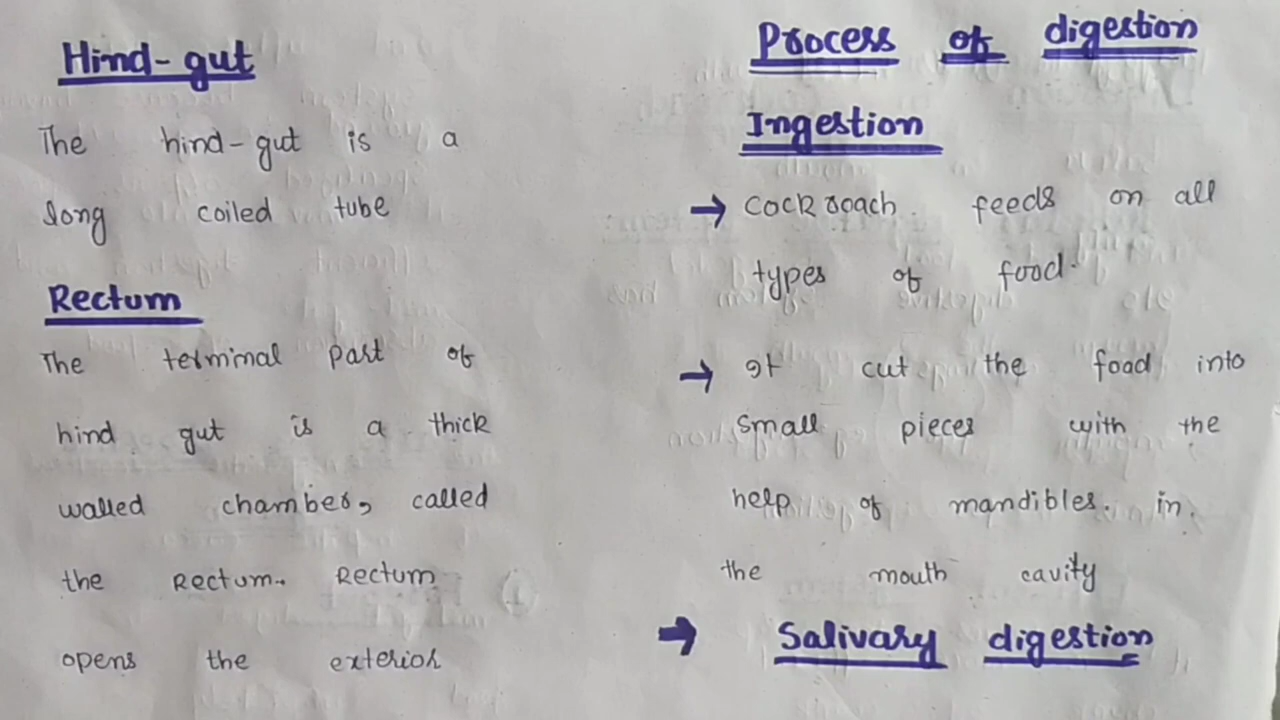 Hind-gut
The hind-gut is a
long coiled tube
Rectum
The terminal part of
hind gut is a thick
walled chamber, called
the Rectum. Rectum
opens the exterior
Process of digestion
Ingestion
→ Cockroach feeds on all
types of food.
→ It cut the food into
small pieces with the
help of mandibles. in.
the mouth cavity
→ Salivary digestion